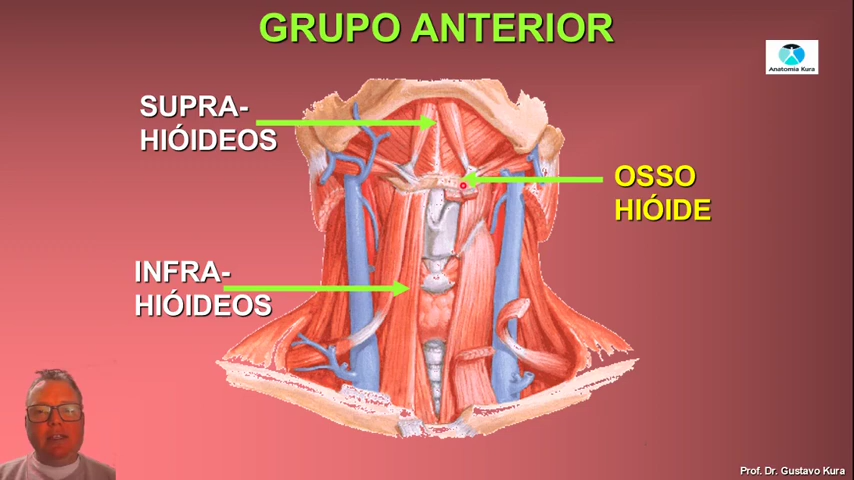 GRUPO ANTERIOR
Anatomia Kura
SUPRA-
HIÓIDEOS
OSSO
HIÓIDE
INFRA-
HIÓIDEOS
Prof. Dr. Gustavo Kura